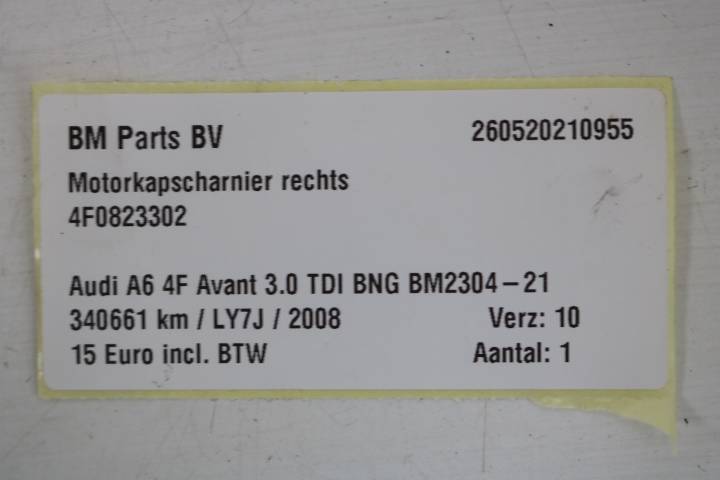 BM Parts BV 260520210955
Motorkapscharnier rechts
4F0823302
Audi A6 4F Avant 3.0 TDI BNG BM2304-21
340661 km / LY7J / 2008 Verz: 10
15 Euro incl. BTW Aantal: 1